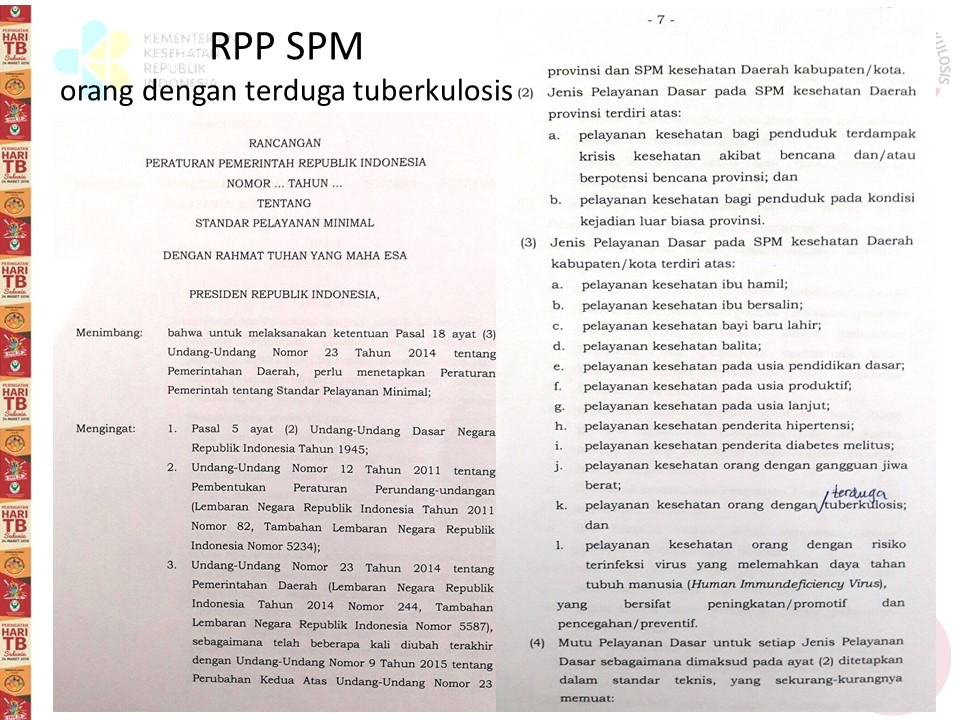 RPP SPM
orang dengan terduga tuberkulosis
KEMENTERIAN
KESEHATAN
REPUBLIK
INDONESIA
PERINGATAN
HARI
TB
Sedunia
24 MARET 2018
RANCANGAN
PERATURAN PEMERINTAH REPUBLIK INDONESIA
NOMOR ... TAHUN ...
TENTANG
STANDAR PELAYANAN MINIMAL
DENGAN RAHMAT TUHAN YANG MAHA ESA
PRESIDEN REPUBLIK INDONESIA,
Menimbang: bahwa untuk melaksanakan ketentuan Pasal 18 ayat (3)
Undang-Undang Nomor 23 Tahun 2014 tentang
Pemerintahan Daerah, perlu menetapkan Peraturan
Pemerintah tentang Standar Pelayanan Minimal;
Mengingat: 1. Pasal 5 ayat (2) Undang-Undang Dasar Negara
Republik Indonesia Tahun 1945;
2. Undang-Undang Nomor 12 Tahun 2011 tentang
Pembentukan Peraturan Perundang-undangan
(Lembaran Negara Republik Indonesia Tahun 2011
Nomor 82, Tambahan Lembaran Negara Republik
Indonesia Nomor 5234);
3. Undang-Undang Nomor 23 Tahun 2014 tentang
Pemerintahan Daerah (Lembaran Negara Republik
Indonesia Tahun 2014 Nomor 244, Tambahan
Lembaran Negara Republik Indonesia Nomor 5587),
sebagaimana telah beberapa kali diubah terakhir
dengan Undang-Undang Nomor 9 Tahun 2015 tentang
Perubahan Kedua Atas Undang-Undang Nomor 23
- 7 -
provinsi dan SPM kesehatan Daerah kabupaten/kota.
(2) Jenis Pelayanan Dasar pada SPM kesehatan Daerah
provinsi terdiri atas:
a. pelayanan kesehatan bagi penduduk terdampak
krisis kesehatan akibat bencana dan/atau
berpotensi bencana provinsi; dan
b. pelayanan kesehatan bagi penduduk pada kondisi
kejadian luar biasa provinsi.
(3) Jenis Pelayanan Dasar pada SPM kesehatan Daerah
kabupaten/kota terdiri atas:
a. pelayanan kesehatan ibu hamil;
b. pelayanan kesehatan ibu bersalin;
c. pelayanan kesehatan bayi baru lahir;
d. pelayanan kesehatan balita;
e. pelayanan kesehatan pada usia pendidikan dasar;
f. pelayanan kesehatan pada usia produktif;
g. pelayanan kesehatan pada usia lanjut;
h. pelayanan kesehatan penderita hipertensi;
i. pelayanan kesehatan penderita diabetes melitus;
j. pelayanan kesehatan orang dengan gangguan jiwa
berat;
terduga
k. pelayanan kesehatan orang dengan tuberkulosis;
dan
l. pelayanan kesehatan orang dengan risiko
terinfeksi virus yang melemahkan daya tahan
tubuh manusia (Human Immundeficiency Virus),
yang bersifat peningkatan/promotif dan
pencegahan/preventif.
(4) Mutu Pelayanan Dasar untuk setiap Jenis Pelayanan
Dasar sebagaimana dimaksud pada ayat (2) ditetapkan
dalam standar teknis, yang sekurang-kurangnya
memuat: